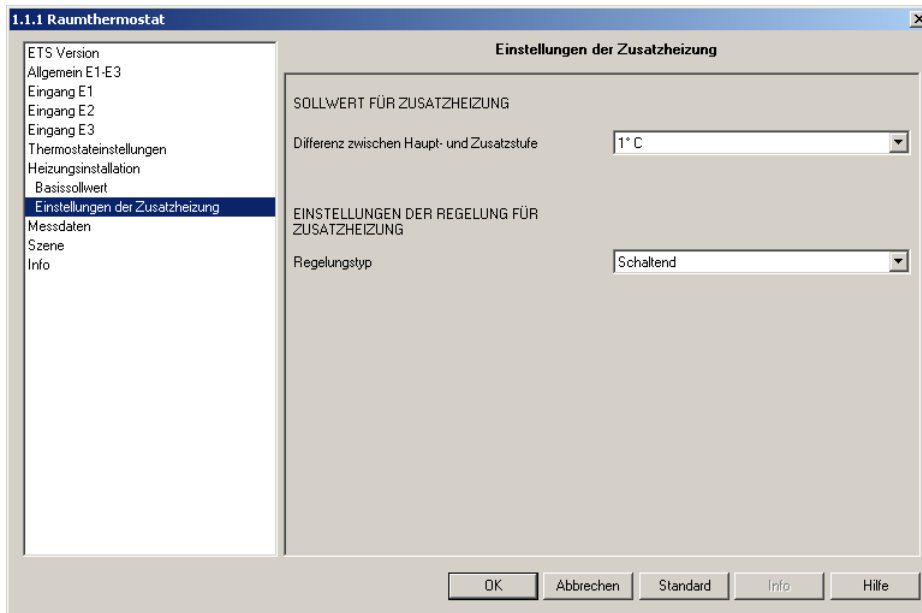 1.1.1 Raumthermostat
ETS Version
Allgemein E1-E3
Eingang E1
Eingang E2
Eingang E3
Thermostateinstellungen
Heizungsinstallation
Basissollwert
Einstellungen der Zusatzheizung
Messdaten
Szene
Info
Einstellungen der Zusatzheizung
SOLLWERT FÜR ZUSATZHEIZUNG
Differenz zwischen Haupt- und Zusatzstufe
1° C
EINSTELLUNGEN DER REGELUNG FÜR
ZUSATZHEIZUNG
Regelungstyp
Schaltend
OK
Abbrechen
Standard
Info
Hilfe